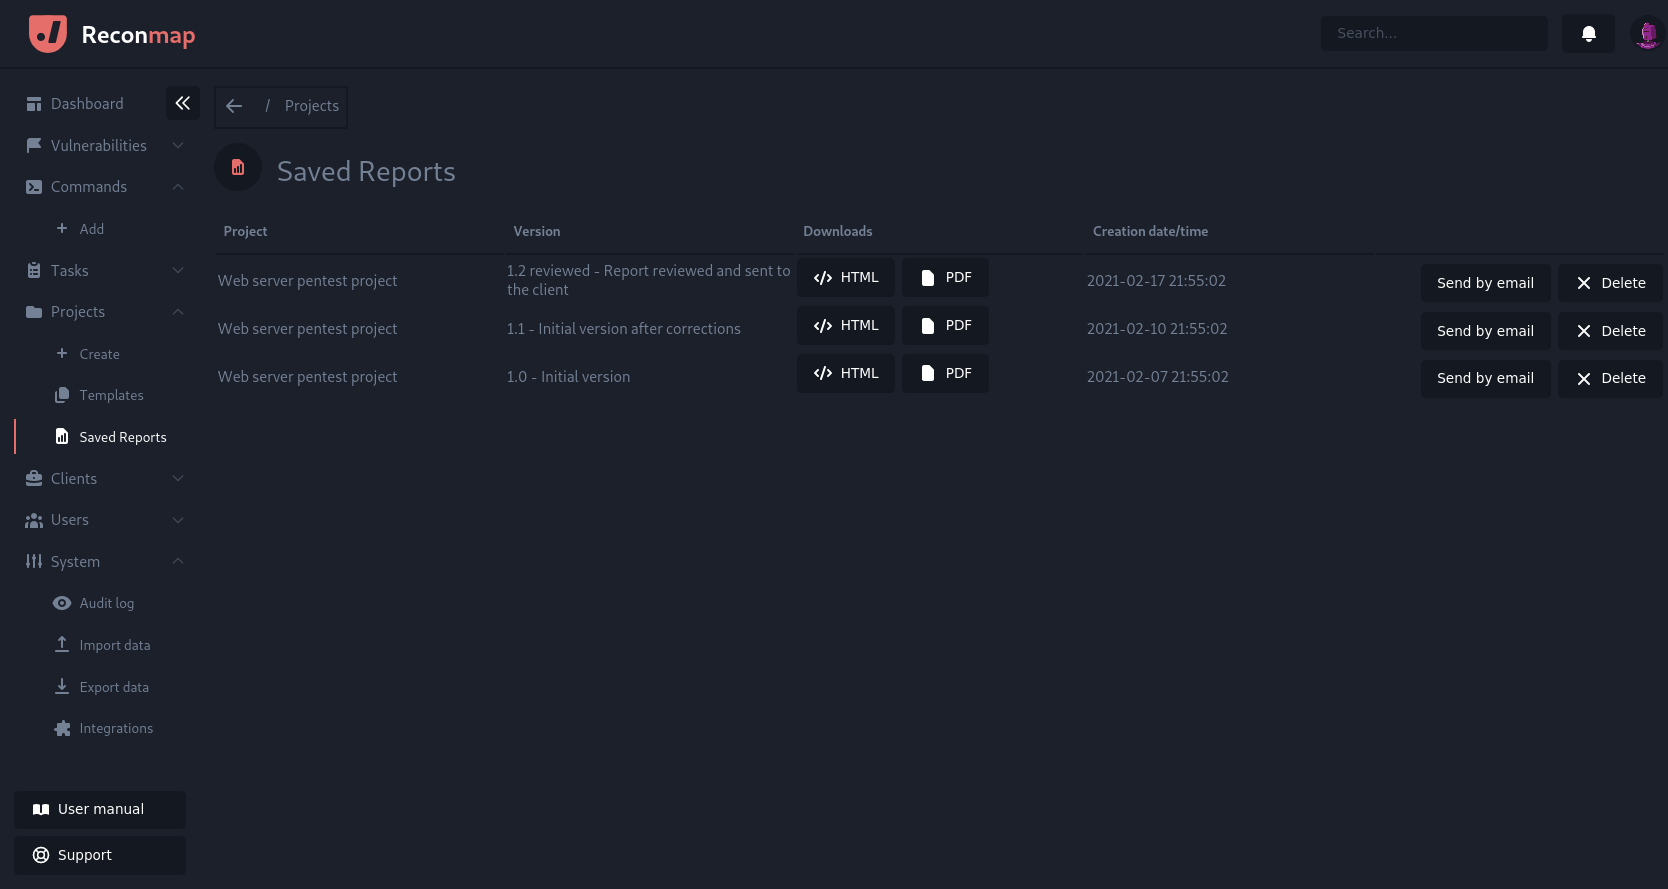 Reconmap
Search...
Dashboard
Vulnerabilities
Commands
Add
Tasks
Projects
Create
Templates
Saved Reports
Clients
Users
System
Audit log
Import data
Export data
Integrations
User manual
Support
/ Projects
Saved Reports
Project Version Downloads Creation date/time
Web server pentest project 1.2 reviewed - Report reviewed and sent to
the client HTML PDF 2021-02-17 21:55:02 Send by email Delete
Web server pentest project 1.1 - Initial version after corrections HTML PDF 2021-02-10 21:55:02 Send by email Delete
Web server pentest project 1.0 - Initial version HTML PDF 2021-02-07 21:55:02 Send by email Delete